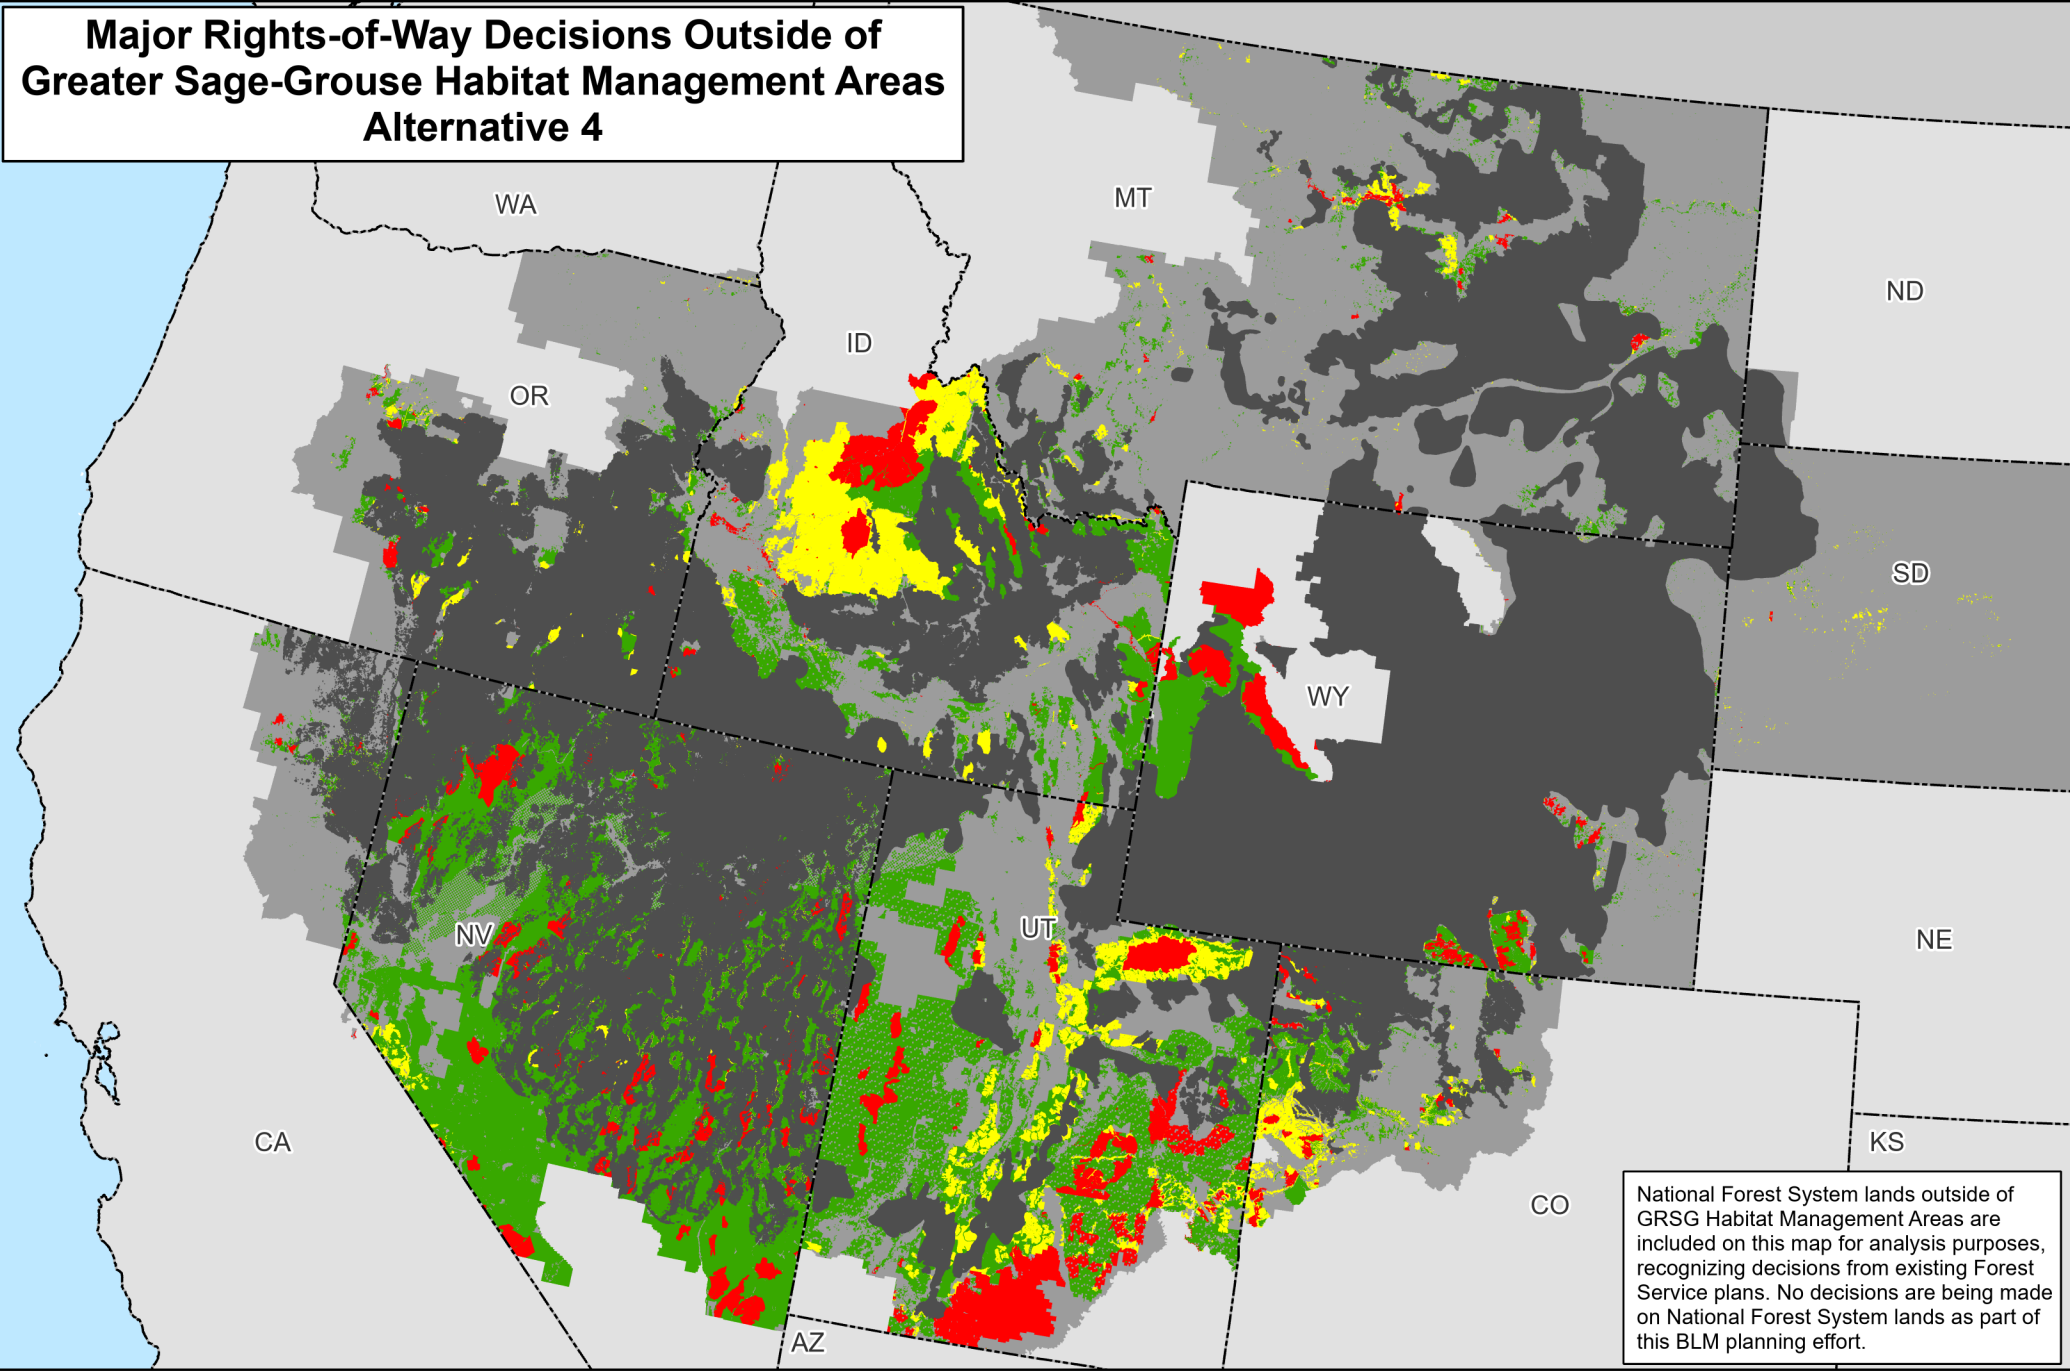 Major Rights-of-Way Decisions Outside of
Greater Sage-Grouse Habitat Management Areas
Alternative 4
WA
MT
ND
ID
OR
SD
WY
NV
UT
NE
CA
KS
CO
AZ
National Forest System lands outside of
GRSG Habitat Management Areas are
included on this map for analysis purposes,
recognizing decisions from existing Forest
Service plans. No decisions are being made
on National Forest System lands as part of
this BLM planning effort.